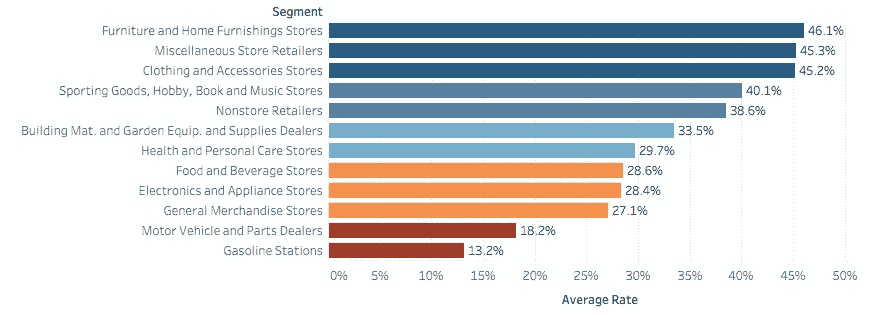 Segment
Furniture and Home Furnishings Stores 46.1%
Miscellaneous Store Retailers 45.3%
Clothing and Accessories Stores 45.2%
Sporting Goods, Hobby, Book and Music Stores 40.1%
Nonstore Retailers 38.6%
Building Mat. and Garden Equip. and Supplies Dealers 33.5%
Health and Personal Care Stores 29.7%
Food and Beverage Stores 28.6%
Electronics and Appliance Stores 28.4%
General Merchandise Stores 27.1%
Motor Vehicle and Parts Dealers 18.2%
Gasoline Stations 13.2%
0% 5% 10% 15% 20% 25% 30% 35% 40% 45% 50%
Average Rate